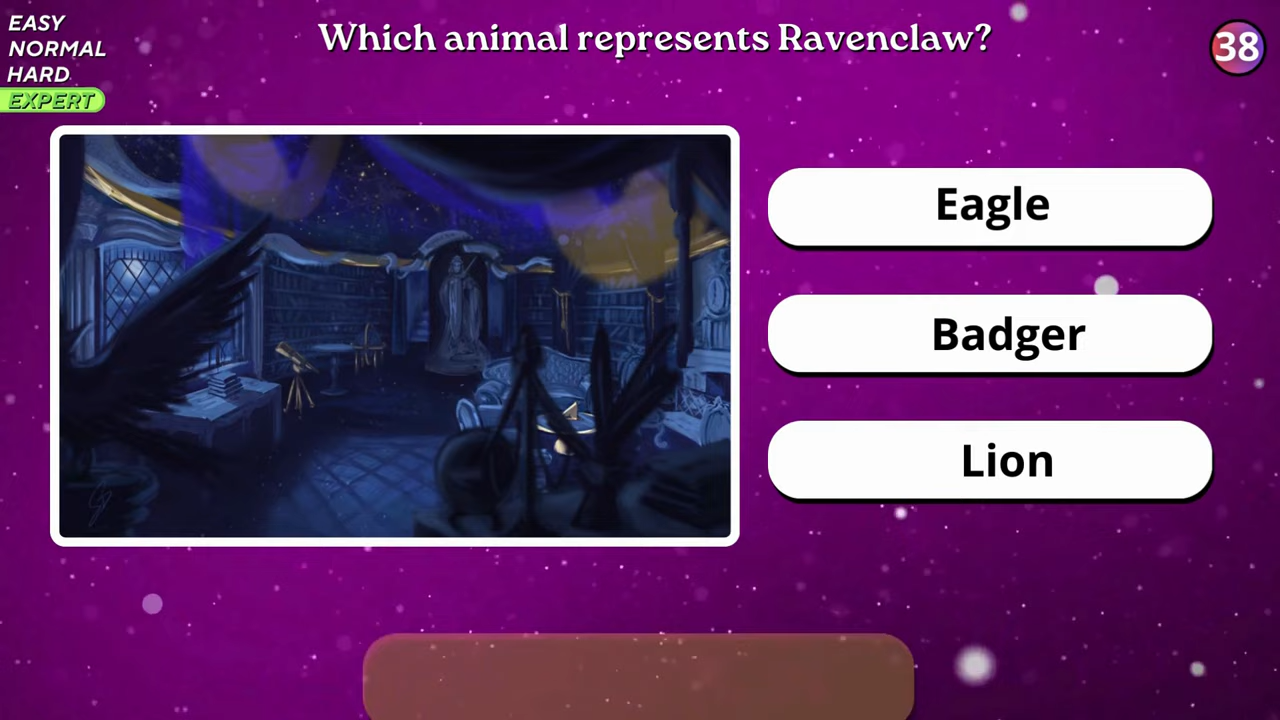 EASY
NORMAL
HARD
EXPERT
Which animal represents Ravenclaw?
38
Eagle
Badger
Lion